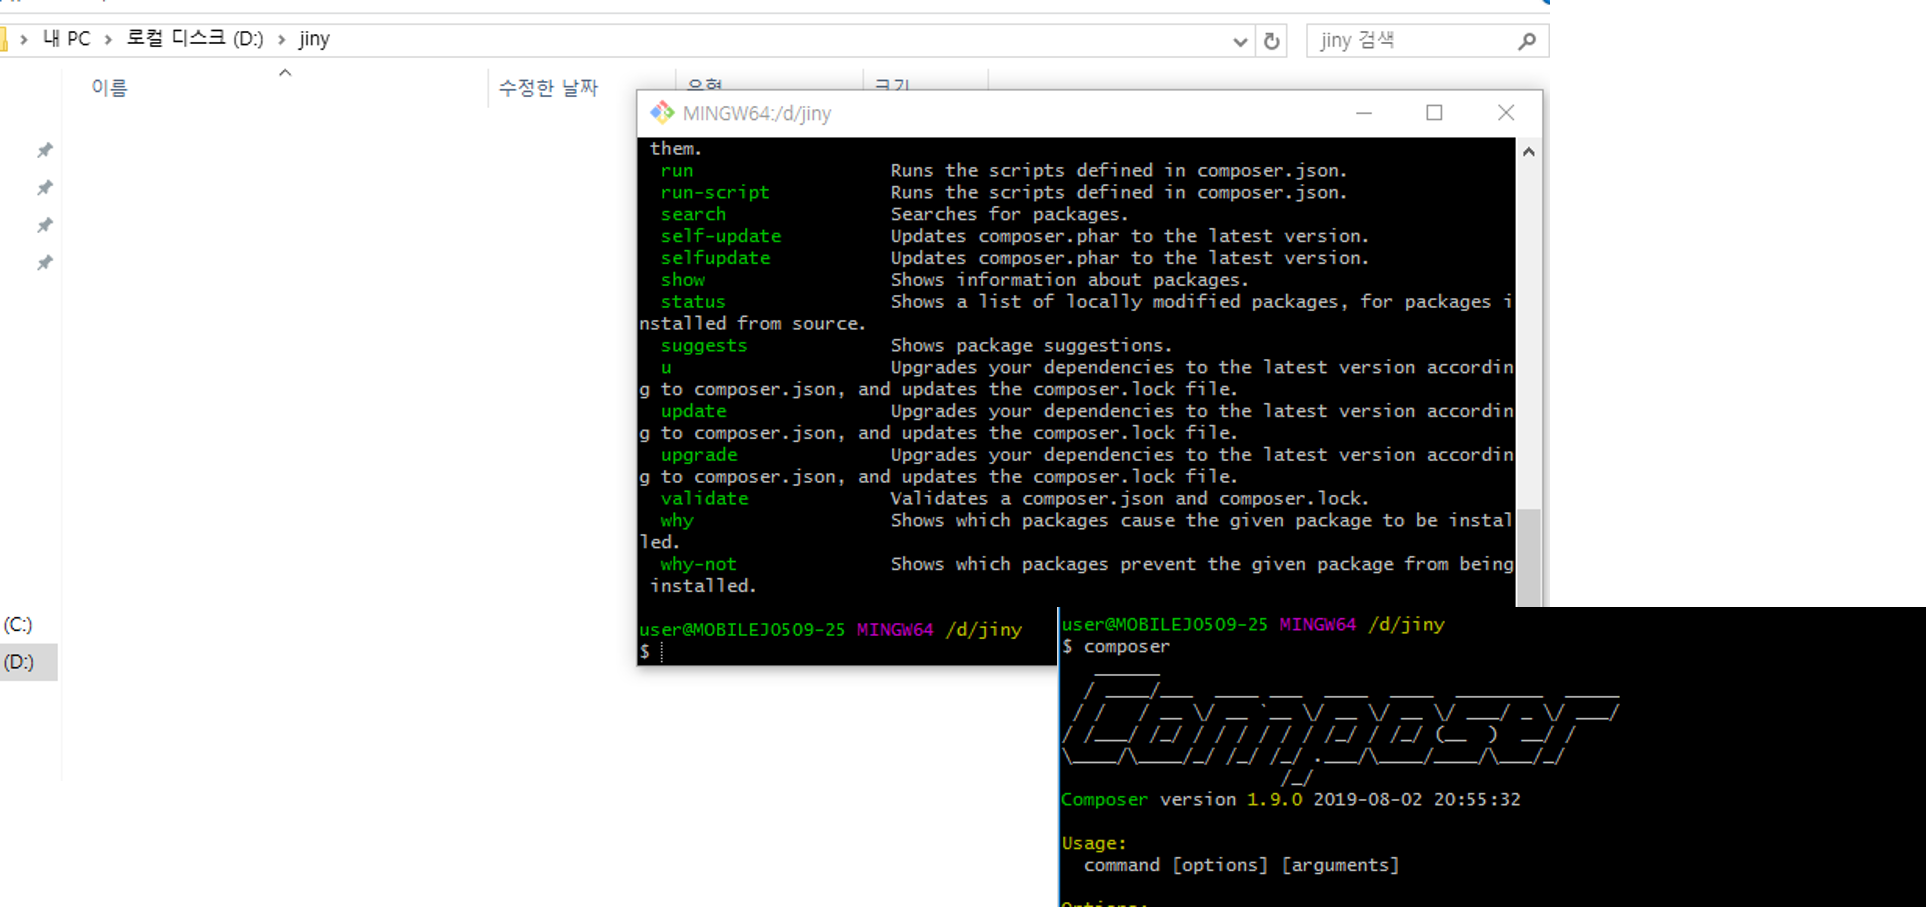 내 PC > 로컬 디스크 (D:) > jiny
jiny 검색
이름
수정한 날짜
유형
크기
MINGW64:/d/jiny
them.
run Runs the scripts defined in composer.json.
run-script Runs the scripts defined in composer.json.
search Searches for packages.
self-update Updates composer.phar to the latest version.
selfupdate Updates composer.phar to the latest version.
show Shows information about packages.
status Shows a list of locally modified packages, for packages i
nstalled from source.
suggests Shows package suggestions.
u Upgrades your dependencies to the latest version accordin
g to composer.json, and updates the composer.lock file.
update Upgrades your dependencies to the latest version accordin
g to composer.json, and updates the composer.lock file.
upgrade Upgrades your dependencies to the latest version accordin
g to composer.json, and updates the composer.lock file.
validate Validates a composer.json and composer.lock.
why Shows which packages cause the given package to be instal
led.
why-not Shows which packages prevent the given package from being
installed.
user@MOBILEJO5O9-25 MINGW64 /d/jiny
$
(C:)
(D:)
user@MOBILEJO5O9-25 MINGW64 /d/jiny
$ composer
Composer
Composer version 1.9.0 2019-08-02 20:55:32
Usage:
command [options] [arguments]
Options: